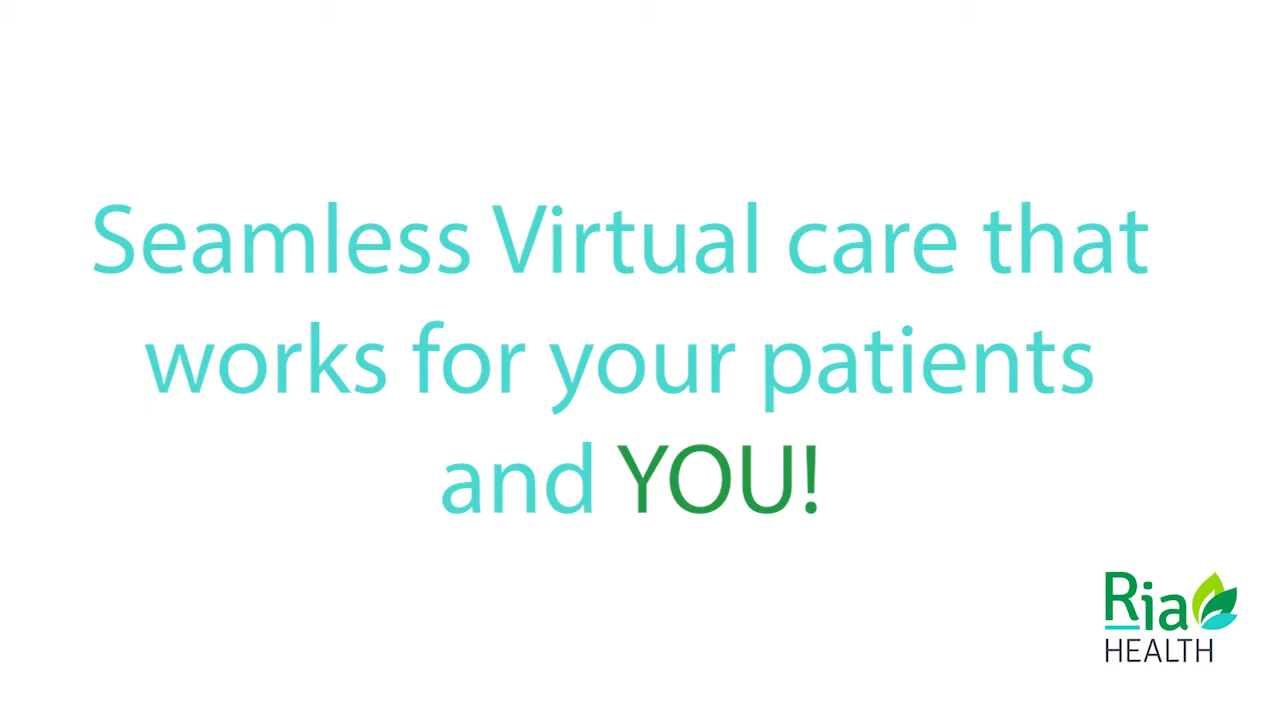 Seamless Virtual care that
works for your patients
and YOU!
Ria
HEALTH